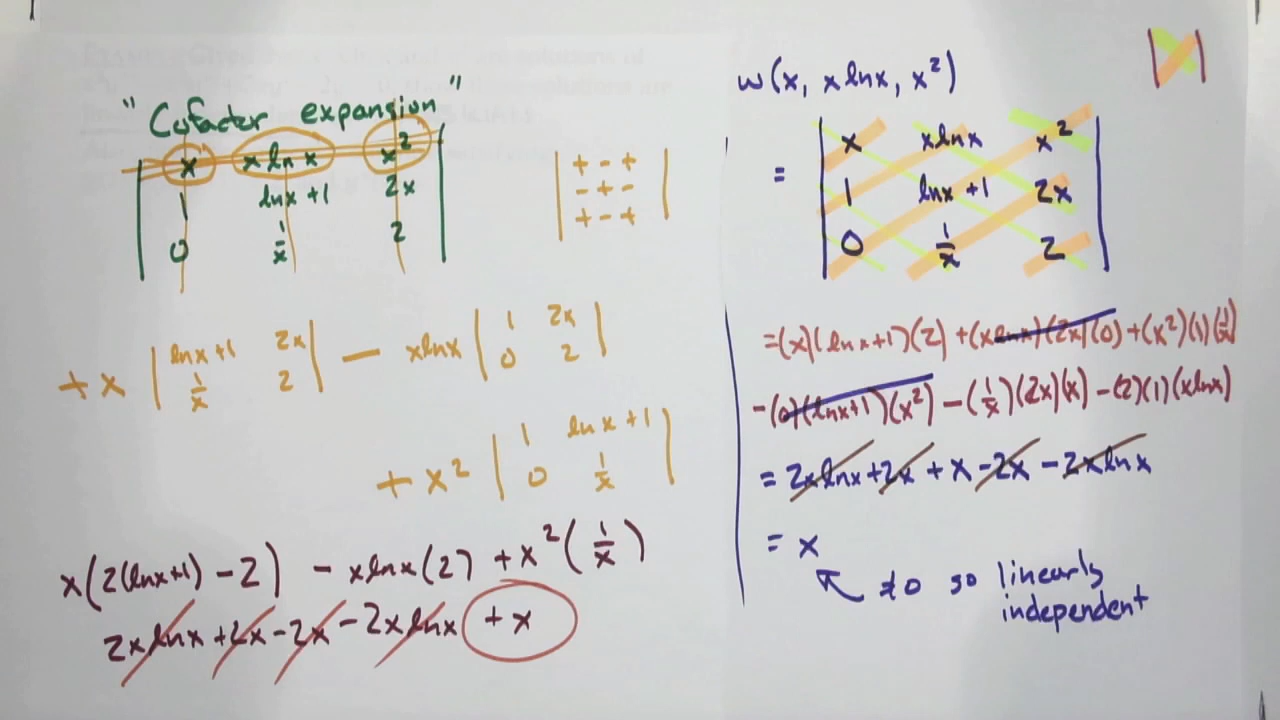 "Cofactor expansion"
| x   x ln x   x² |
| 1   ln x +1   2x |
| 0   1/x   2 |
| + - + |
| - + - |
| + - + |
+ x | ln x +1   2x | — x ln x | 1   2x |
| 1/x   2 | | 0   2 |
+ x² | 1   ln x +1 |
| 0   1/x |
x(2(ln x+1) - 2) - x ln x(2) + x²(1/x)
2x ln x + 2x - 2x - 2x ln x + x
w(x, x ln x, x²)
= | x   x ln x   x² |
| 1   ln x +1   2x |
| 0   1/x   2 |
= (x)(ln x+1)(2) + (x ln x)(2x)(0) + (x²)(1)(1/x)
- (0)(ln x+1)(x²) - (1/x)(2x)(x) - (2)(1)(x ln x)
= 2x ln x + 2x + x - 2x - 2x ln x
= x
≠0 so linearly
independent